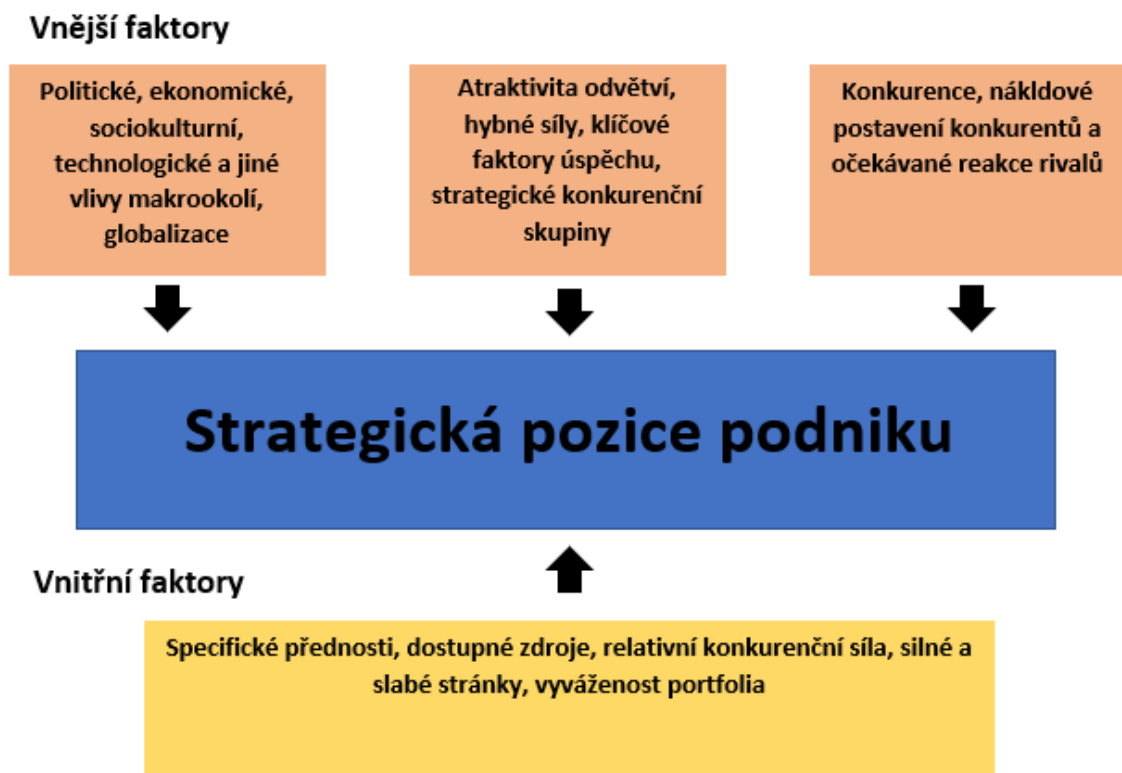 Vnější faktory
Politické, ekonomické,
sociokulturní,
technologické a jiné
vlivy makrookolí,
globalizace
Atraktivita odvětví,
hybné síly, klíčové
faktory úspěchu,
strategické konkurenční
skupiny
Konkurence, nákldové
postavení konkurentů a
očekávané reakce rivalů
Strategická pozice podniku
Vnitřní faktory
Specifické přednosti, dostupné zdroje, relativní konkurenční síla, silné a
slabé stránky, vyváženost portfolia